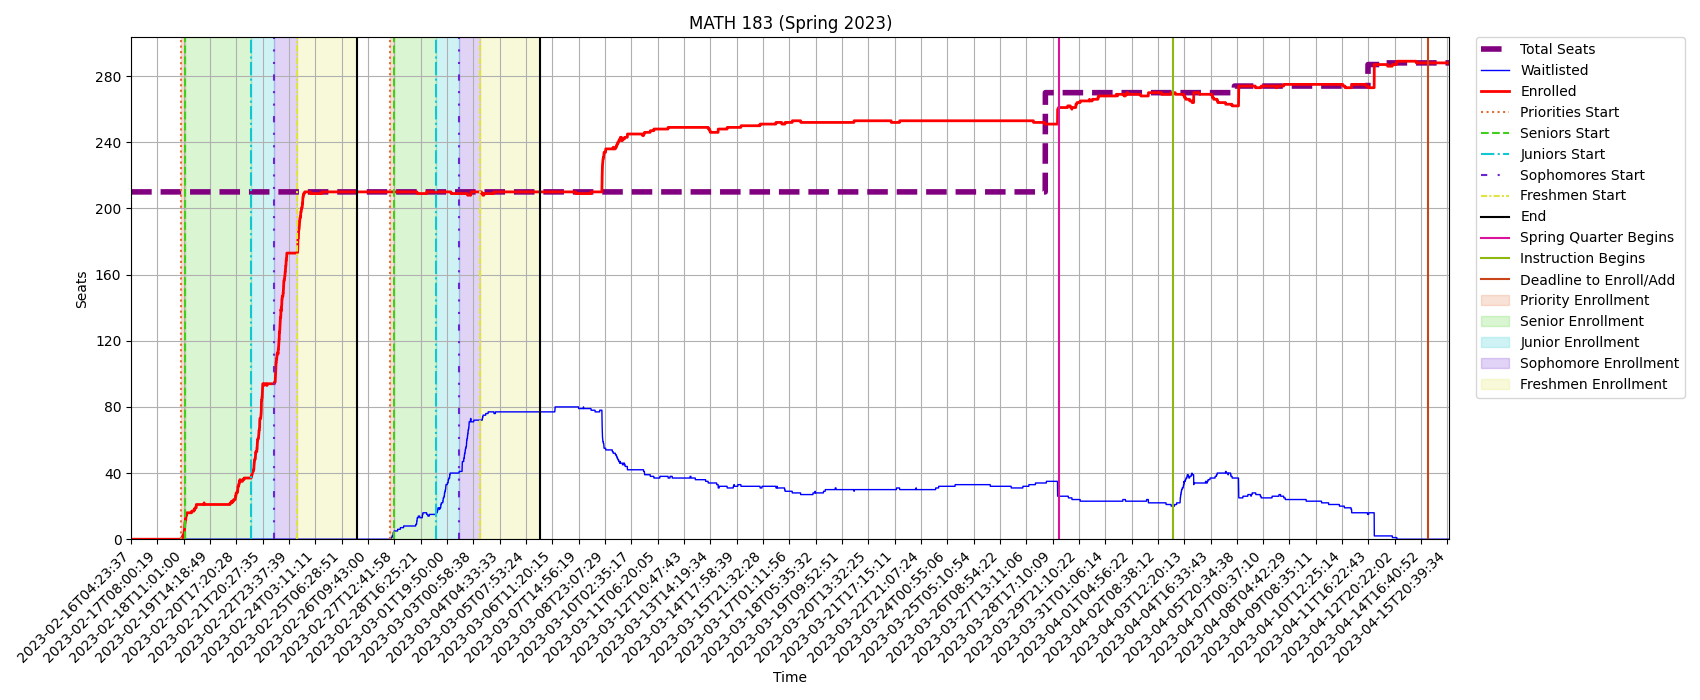 MATH 183 (Spring 2023)
Seats
280
240
200
160
120
80
40
0
2023-02-16T04:23:37
2023-02-17T08:00:19
2023-02-18T11:01:00
2023-02-19T14:18:49
2023-02-20T17:20:28
2023-02-21T20:27:35
2023-02-22T23:37:39
2023-02-24T03:11:11
2023-02-25T06:28:51
2023-02-26T09:43:00
2023-02-27T12:41:58
2023-02-28T16:25:21
2023-03-01T19:50:00
2023-03-03T00:58:38
2023-03-04T04:33:33
2023-03-05T07:53:24
2023-03-06T11:20:15
2023-03-07T14:56:19
2023-03-08T23:07:29
2023-03-10T02:35:17
2023-03-11T06:20:05
2023-03-12T10:47:43
2023-03-13T14:19:34
2023-03-14T17:58:39
2023-03-15T21:32:28
2023-03-17T01:11:56
2023-03-18T05:35:32
2023-03-19T09:52:51
2023-03-20T13:32:25
2023-03-21T17:15:11
2023-03-22T21:07:24
2023-03-24T00:55:06
2023-03-25T05:10:54
2023-03-26T08:54:22
2023-03-27T13:11:06
2023-03-28T17:10:09
2023-03-29T21:10:22
2023-03-31T01:06:14
2023-04-01T04:56:22
2023-04-02T08:38:12
2023-04-03T12:20:13
2023-04-04T16:33:43
2023-04-05T20:34:38
2023-04-07T00:37:10
2023-04-08T04:42:29
2023-04-09T08:35:11
2023-04-10T12:25:14
2023-04-11T16:22:43
2023-04-12T20:22:02
2023-04-14T16:40:52
2023-04-15T20:39:34
Time
Total Seats
Waitlisted
Enrolled
Priorities Start
Seniors Start
Juniors Start
Sophomores Start
Freshmen Start
End
Spring Quarter Begins
Instruction Begins
Deadline to Enroll/Add
Priority Enrollment
Senior Enrollment
Junior Enrollment
Sophomore Enrollment
Freshmen Enrollment